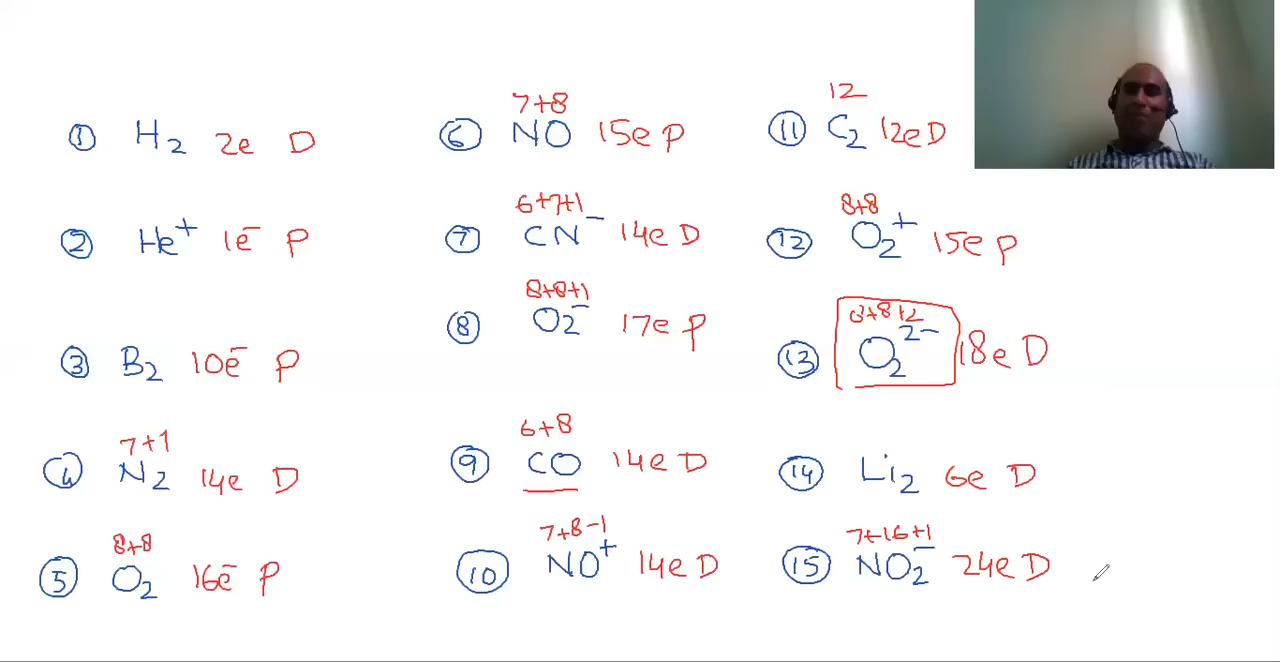 ① H₂ 2e D
② He⁺ 1e⁻ P
③ B₂ 10e⁻ P
7+7
④ N₂ 14e D
8+8
⑤ O₂ 16e⁻ P
7+8
⑥ NO 15e P
6+7+1
⑦ CN⁻ 14e D
8+8+1
⑧ O₂⁻ 17e P
6+8
⑨ CO 14e D
7+8-1
⑩ NO⁺ 14e D
12
⑪ C₂ 12e D
8+8
⑫ O₂⁺ 15e P
8+8+2
⑬ O₂²⁻ 18e D
⑭ Li₂ 6e D
7+16+1
⑮ NO₂⁻ 24e D